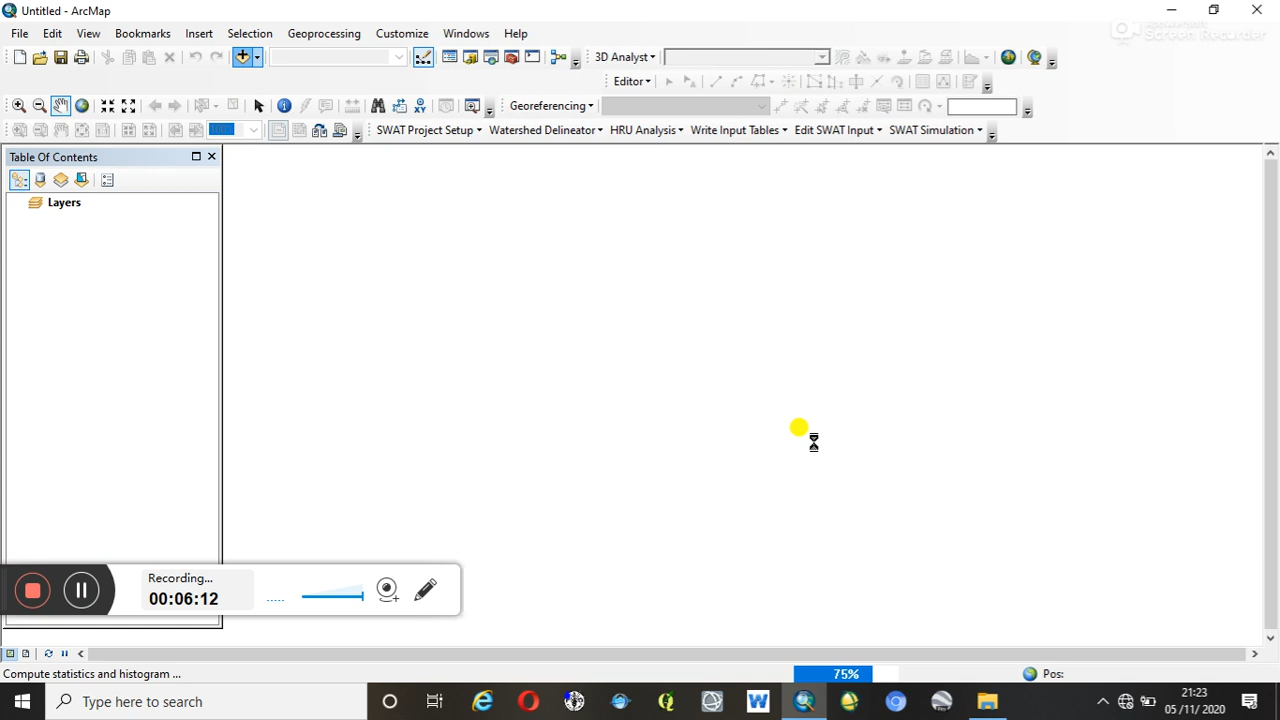 Untitled - ArcMap
File Edit View Bookmarks Insert Selection Geoprocessing Customize Windows Help
Screen Recorder
3D Analyst
Editor
Georeferencing
SWAT Project Setup Watershed Delineator HRU Analysis Write Input Tables Edit SWAT Input SWAT Simulation
Table Of Contents
Layers
Recording...
00:06:12
Compute statistics and histogram ... 75% Pos:
Type here to search
21:23
05 /11/ 2020